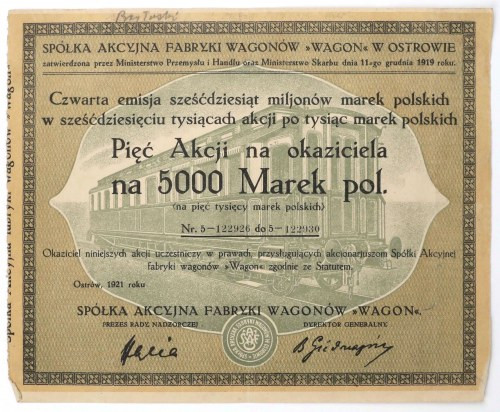 SPÓŁKA AKCYJNA FABRYKI WAGONÓW »WAGON« W OSTROWIE
zatwierdzona przez Ministerstwo Przemysłu i Handlu oraz Ministerstwo Skarbu dnia 11-go grudnia 1919 roku.
Czwarta emisja sześćdziesiąt miljonów marek polskich
w sześćdziesięciu tysiącach akcji po tysiąc marek polskich
Pięć Akcji na okaziciela
na 5000 Marek pol.
(na pięć tysięcy marek polskich)
Nr. 5—122926 do 5—122930
Okaziciel niniejszych akcji uczestniczy w prawach, przysługujących akcionarjuszom Spółki Akcyjnej
fabryki wagonów »Wagon« zgodnie ze Statutem.
Ostrów, 1921 roku
SPÓŁKA AKCYJNA FABRYKI WAGONÓW »WAGON«.
PREZES RADY NADZORCZEJ
DYREKTOR GENERALNY